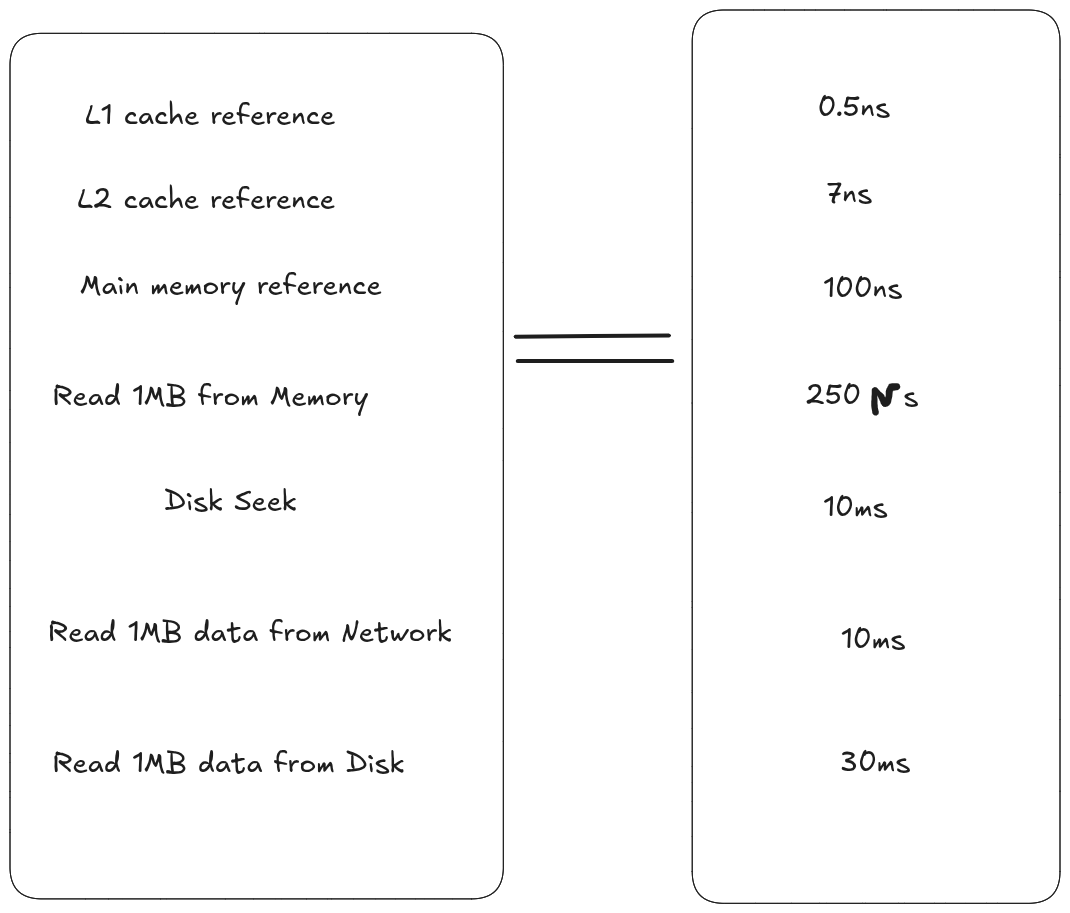 L1 cache reference
0.5ns
L2 cache reference
7ns
Main memory reference
100ns
Read 1MB from Memory
250 s
Disk Seek
10ms
Read 1MB data from Network
10ms
Read 1MB data from Disk
30ms